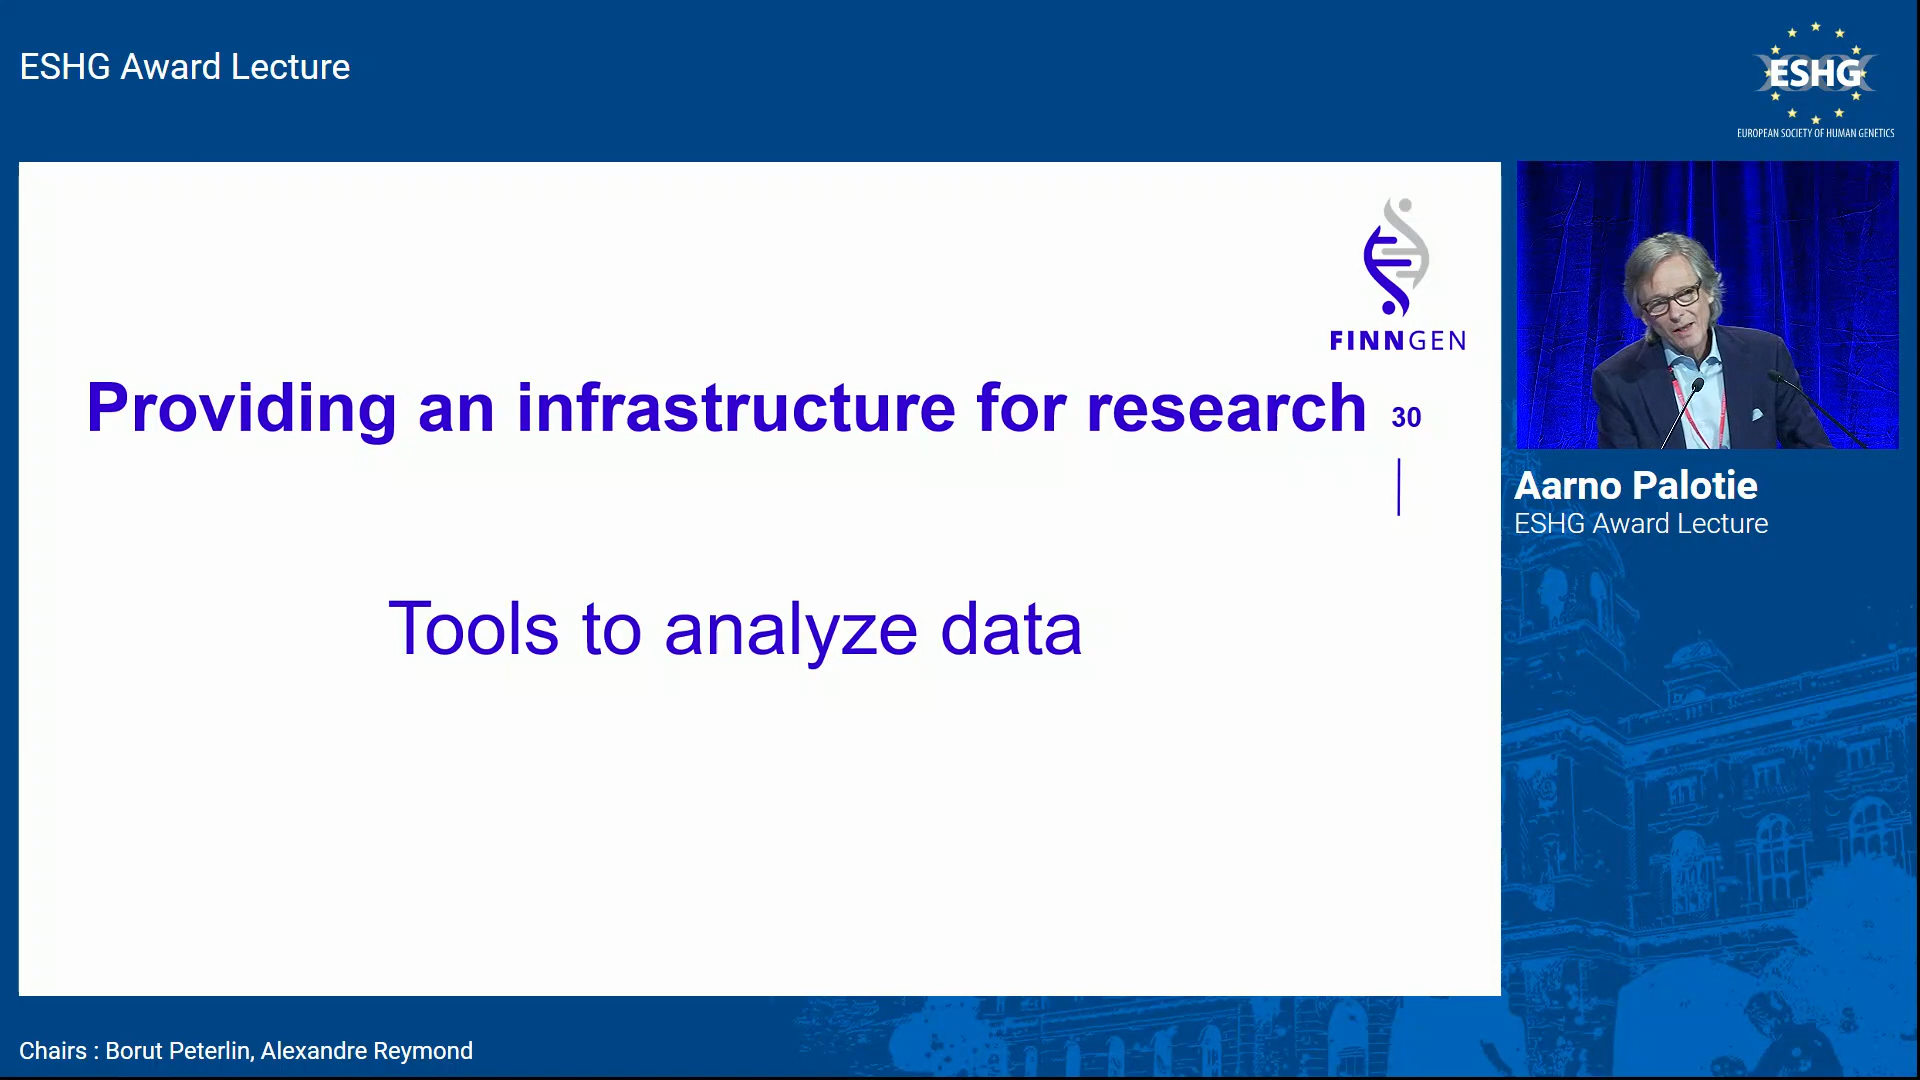 ESHG Award Lecture
ESHG
EUROPEAN SOCIETY OF HUMAN GENETICS
FINNGEN
Providing an infrastructure for research
30
Tools to analyze data
Aarno Palotie
ESHG Award Lecture
Chairs : Borut Peterlin, Alexandre Reymond